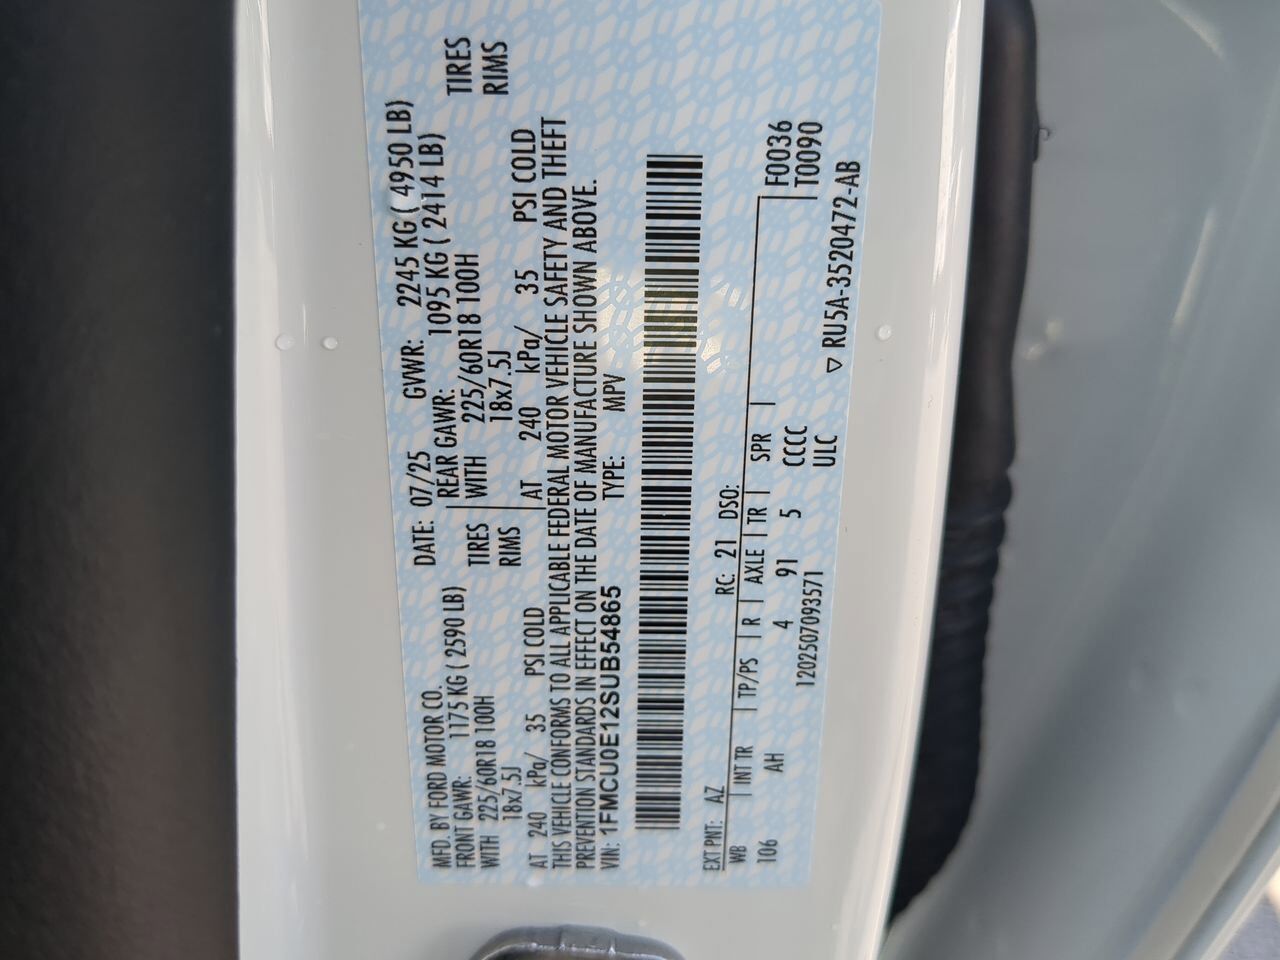 MFD. BY FORD MOTOR CO.
DATE: 07/25 GVWR: 2245 KG ( 4950 LB)
FRONT GAWR: 1175 KG ( 2590 LB) REAR GAWR: 1095 KG ( 2414 LB)
WITH 225/60R18 100H TIRES WITH 225/60R18 100H TIRES
18x7.5J RIMS 18x7.5J RIMS
AT 240 kPa/ 35 PSI COLD AT 240 kPa/ 35 PSI COLD
THIS VEHICLE CONFORMS TO ALL APPLICABLE FEDERAL MOTOR VEHICLE SAFETY AND THEFT
PREVENTION STANDARDS IN EFFECT ON THE DATE OF MANUFACTURE SHOWN ABOVE.
VIN: 1FMCU0E12SUB54865 TYPE: MPV
EXT PNT: AZ RC: 21 DSO: F0036
WB INT TR TP/PS R AXLE TR SPR T0090
106 AH 4 91 5 CCCC
1202507093571 ULC
▽ RU5A-3520472-AB